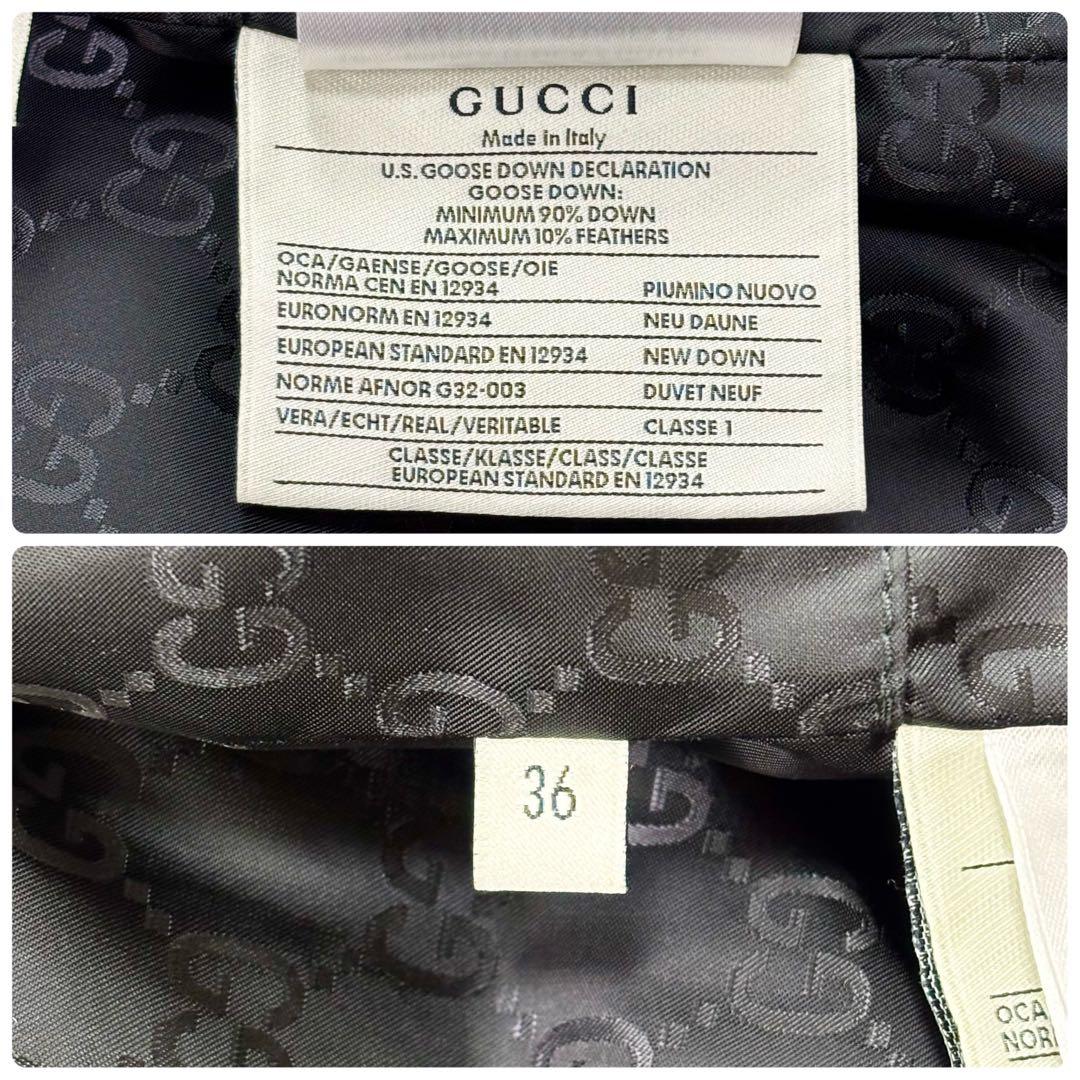 GUCCI
Made in Italy
U.S. GOOSE DOWN DECLARATION
GOOSE DOWN:
MINIMUM 90% DOWN
MAXIMUM 10% FEATHERS
OCA/GAENSE/GOOSE/OIE
NORMA CEN EN 12934 PIUMINO NUOVO
EURONORM EN 12934 NEU DAUNE
EUROPEAN STANDARD EN 12934 NEW DOWN
NORME AFNOR G32-003 DUVET NEUF
VERA/ECHT/REAL/VERITABLE CLASSE 1
CLASSE/KLASSE/CLASS/CLASSE
EUROPEAN STANDARD EN 12934
36
OCA
NOR